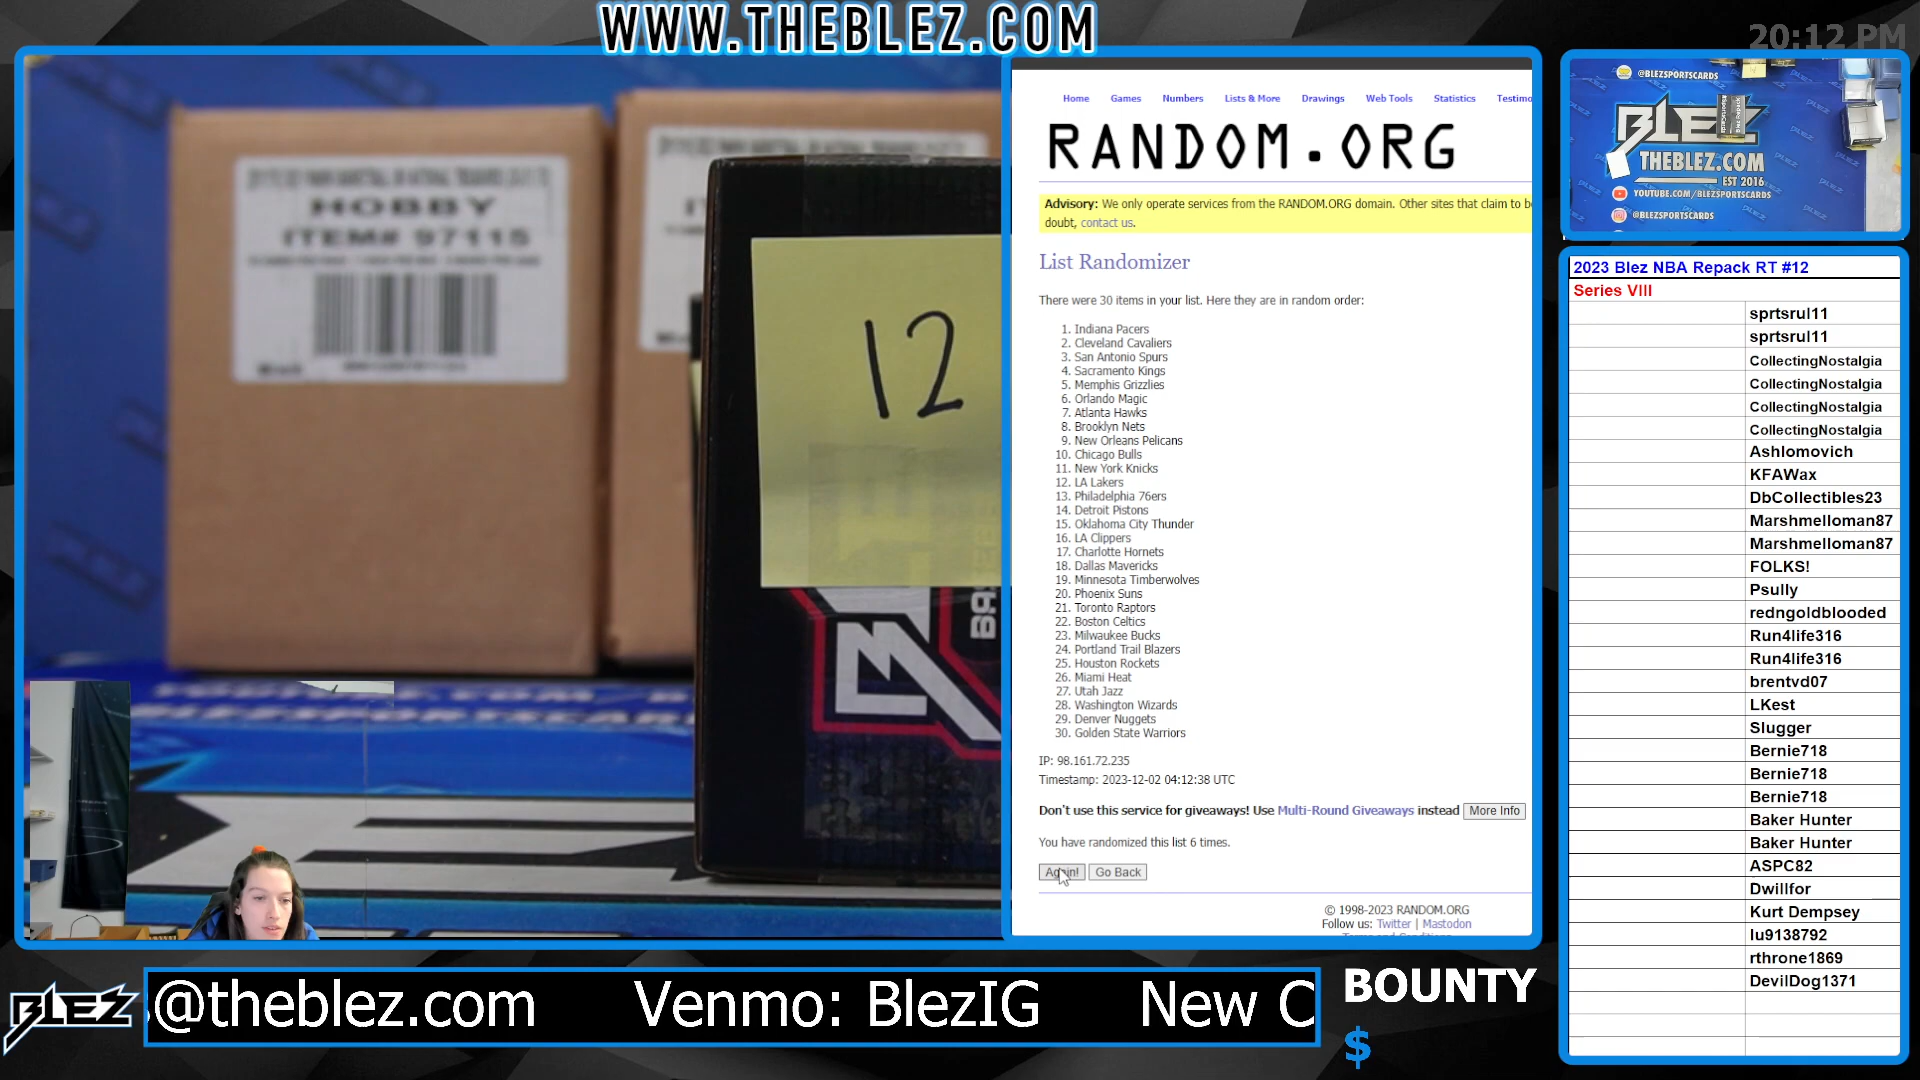 WWW.THEBLEZ.COM
20:12 PM
HOBBY
ITEM# 97115
12
Home Games Numbers Lists & More Drawings Web Tools Statistics Testimo
RANDOM.ORG
Advisory: We only operate services from the RANDOM.ORG domain. Other sites that claim to b
doubt, contact us.
List Randomizer
There were 30 items in your list. Here they are in random order:
1. Indiana Pacers
2. Cleveland Cavaliers
3. San Antonio Spurs
4. Sacramento Kings
5. Memphis Grizzlies
6. Orlando Magic
7. Atlanta Hawks
8. Brooklyn Nets
9. New Orleans Pelicans
10. Chicago Bulls
11. New York Knicks
12. LA Lakers
13. Philadelphia 76ers
14. Detroit Pistons
15. Oklahoma City Thunder
16. LA Clippers
17. Charlotte Hornets
18. Dallas Mavericks
19. Minnesota Timberwolves
20. Phoenix Suns
21. Toronto Raptors
22. Boston Celtics
23. Milwaukee Bucks
24. Portland Trail Blazers
25. Houston Rockets
26. Miami Heat
27. Utah Jazz
28. Washington Wizards
29. Denver Nuggets
30. Golden State Warriors
IP: 98.161.72.235
Timestamp: 2023-12-02 04:12:38 UTC
Don't use this service for giveaways! Use Multi-Round Giveaways instead More Info
You have randomized this list 6 times.
Again! Go Back
© 1998-2023 RANDOM.ORG
Follow us: Twitter | Mastodon
@BLEZSPORTSCARDS
BLEZ
THEBLEZ.COM
EST 2016
YOUTUBE.COM/BLEZSPORTSCARDS
@BLEZSPORTSCARDS
2023 Blez NBA Repack RT #12
Series VIII
sprtsrul11
sprtsrul11
CollectingNostalgia
CollectingNostalgia
CollectingNostalgia
CollectingNostalgia
Ashlomovich
KFAWax
DbCollectibles23
Marshmelloman87
Marshmelloman87
FOLKS!
Psully
redngoldblooded
Run4life316
Run4life316
brentvd07
LKest
Slugger
Bernie718
Bernie718
Bernie718
Baker Hunter
Baker Hunter
ASPC82
Dwillfor
Kurt Dempsey
lu9138792
rthrone1869
DevilDog1371
BLEZ
@theblez.com Venmo: BlezIG New C
BOUNTY
$